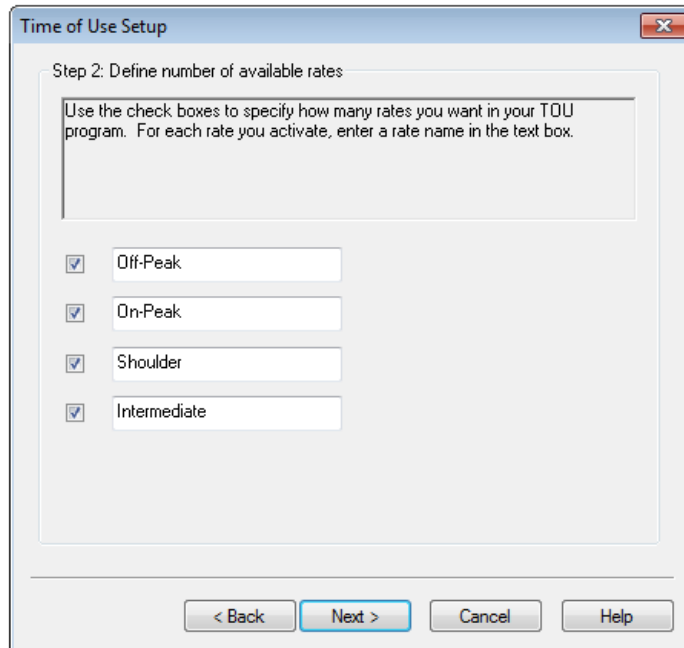 Time of Use Setup
Step 2: Define number of available rates
Use the check boxes to specify how many rates you want in your TOU
program.  For each rate you activate, enter a rate name in the text box.
Off-Peak
On-Peak
Shoulder
Intermediate
< Back
Next >
Cancel
Help